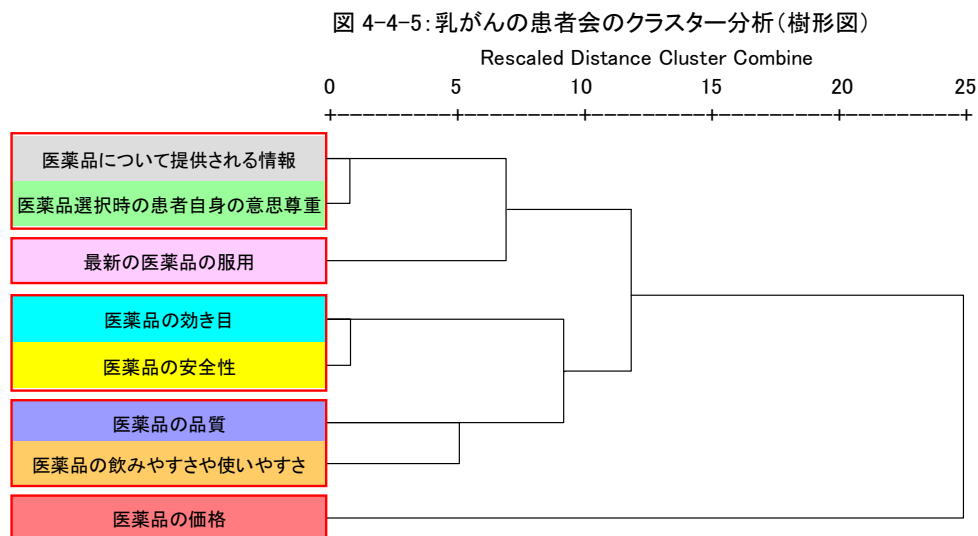 図 4-4-5:乳がんの患者会のクラスター分析(樹形図)
Rescaled Distance Cluster Combine
0 5 10 15 20 25
+---------+---------+---------+---------+---------+
医薬品について提供される情報
医薬品選択時の患者自身の意思尊重
最新の医薬品の服用
医薬品の効き目
医薬品の安全性
医薬品の品質
医薬品の飲みやすさや使いやすさ
医薬品の価格